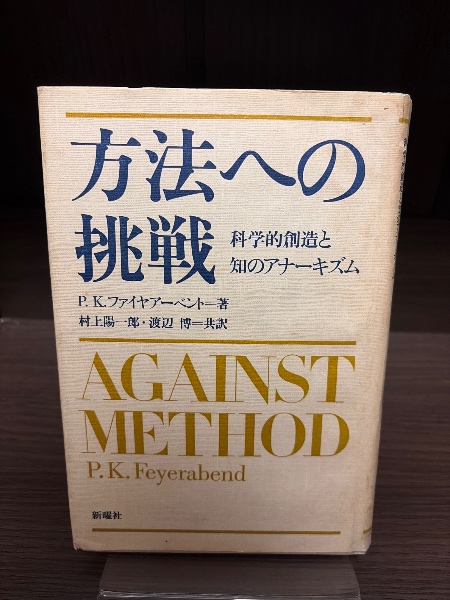 方法への
挑戦
科学的創造と
知のアナーキズム
P. K.ファイヤアーベント=著
村上陽一郎・渡辺 博=共訳
AGAINST
METHOD
P. K. Feyerabend
新曜社